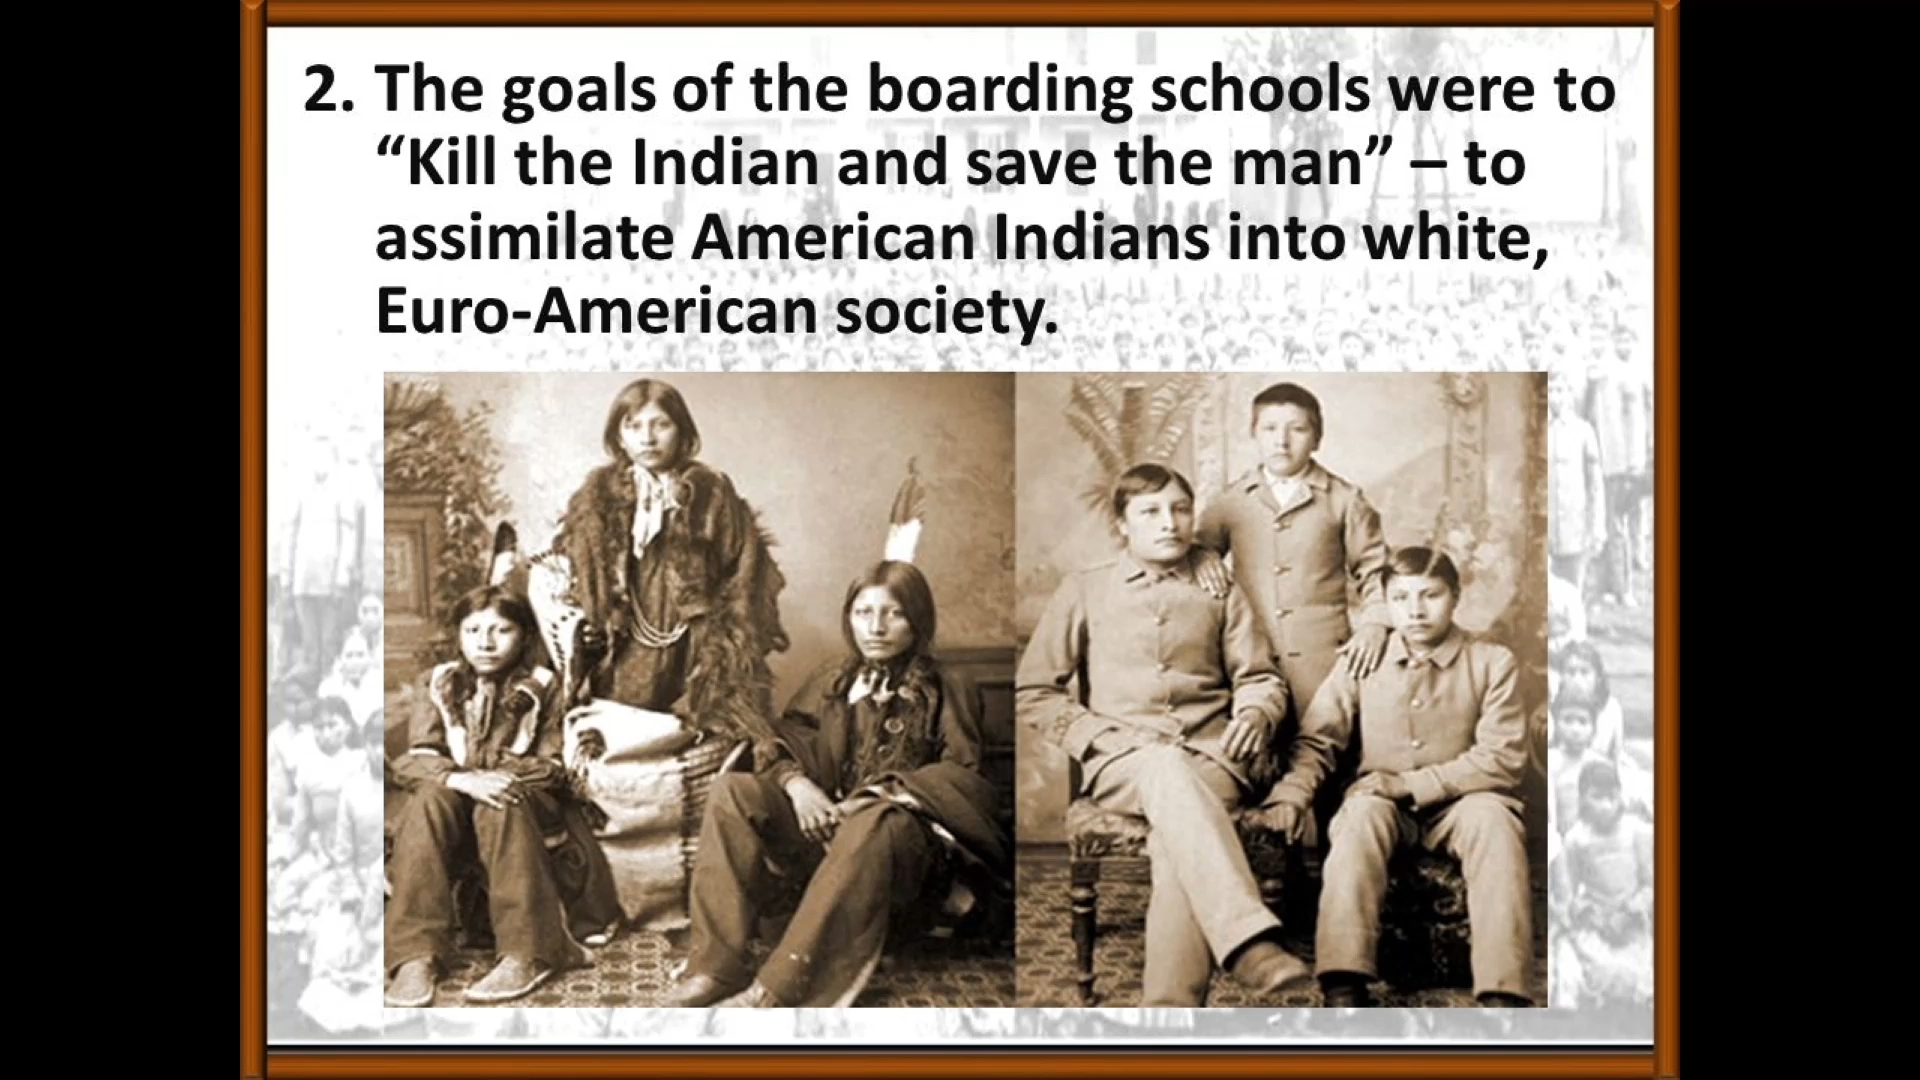 2. The goals of the boarding schools were to
“Kill the Indian and save the man” – to
assimilate American Indians into white,
Euro-American society.